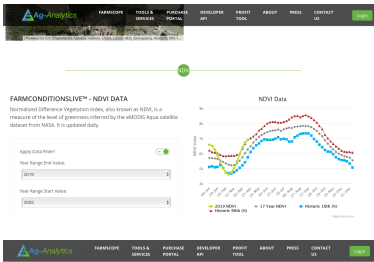 Ag-Analytics
FARMSCOPE
TOOLS & SERVICES
PURCHASE PORTAL
DEVELOPER API
PROFIT TOOL
ABOUT
PRESS
CONTACT US
Login
NDVI
FARMCONDITIONSLIVE™ - NDVI DATA
Normalized Difference Vegetation Index, also known as NDVI, is a
measure of the level of greenness inferred by the eMODIS Aqua satellite
dataset from NASA. It is updated daily.
Apply Data Filter?
Year Range End Value:
2019
Year Range Start Value:
2002
NDVI Data
NDVI Value
2019 NDVI
17 Year NDVI
Historic 10th (%)
Historic 90th (%)
Ag-Analytics
FARMSCOPE
TOOLS & SERVICES
PURCHASE PORTAL
DEVELOPER API
PROFIT TOOL
ABOUT
PRESS
CONTACT US
Login